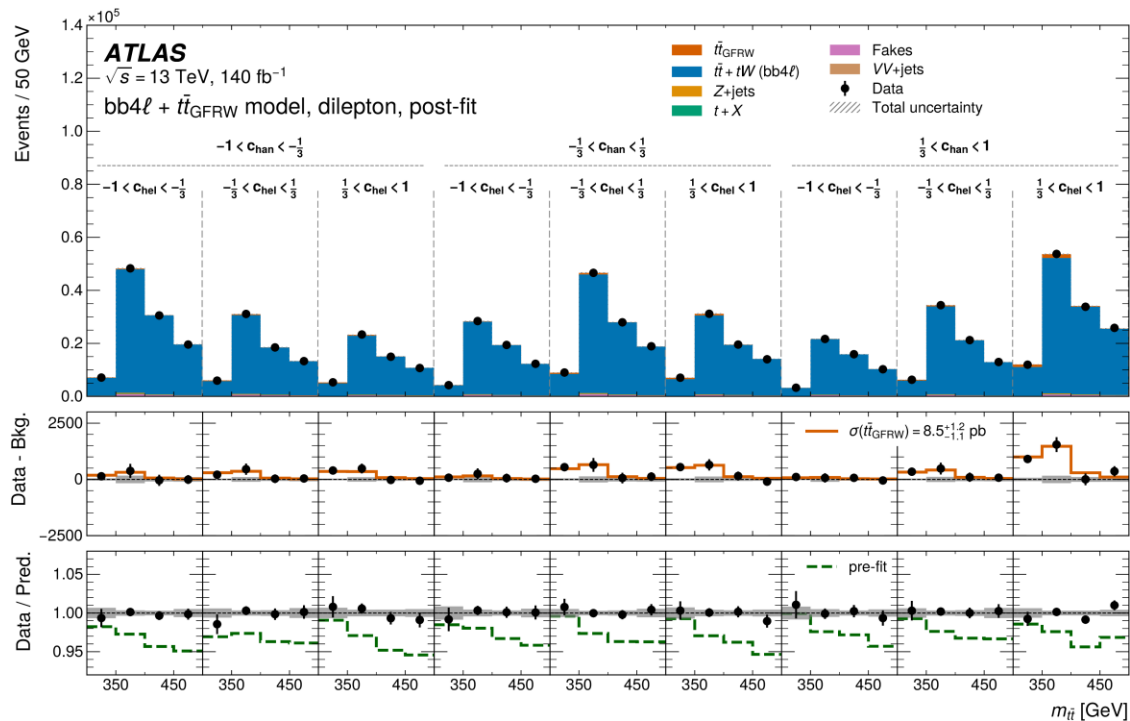 ×10⁵
Events / 50 GeV
1.4
1.2
1.0
0.8
0.6
0.4
0.2
0.0
ATLAS
√s = 13 TeV, 140 fb⁻¹
bb4ℓ + tt̄GFRW model, dilepton, post-fit
tt̄GFRW
tt̄ + tW (bb4ℓ)
Z+jets
t + X
Fakes
VV+jets
Data
Total uncertainty
−1 < c_han < −1/3
−1/3 < c_han < 1/3
1/3 < c_han < 1
−1 < c_hel < −1/3
−1/3 < c_hel < 1/3
1/3 < c_hel < 1
−1 < c_hel < −1/3
−1/3 < c_hel < 1/3
1/3 < c_hel < 1
−1 < c_hel < −1/3
−1/3 < c_hel < 1/3
1/3 < c_hel < 1
Data - Bkg.
2500
0
−2500
σ(tt̄GFRW) = 8.5 +1.2 −1.1 pb
Data / Pred.
1.05
1.00
0.95
pre-fit
350 450 350 450 350 450 350 450 350 450 350 450 350 450 350 450 350 450
m_tt̄ [GeV]